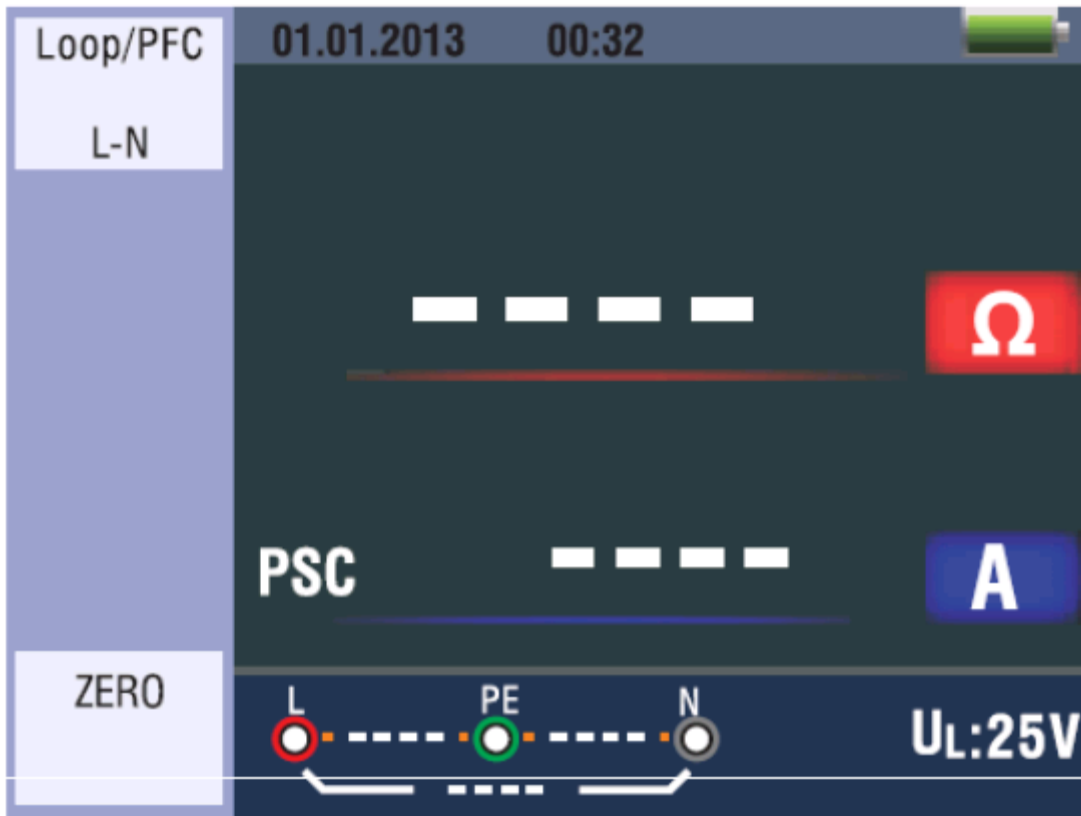 Loop/PFC
L-N
01.01.2013 00:32
---- Ω
PSC ---- A
ZERO
L PE N
---- ----
----
UL:25V